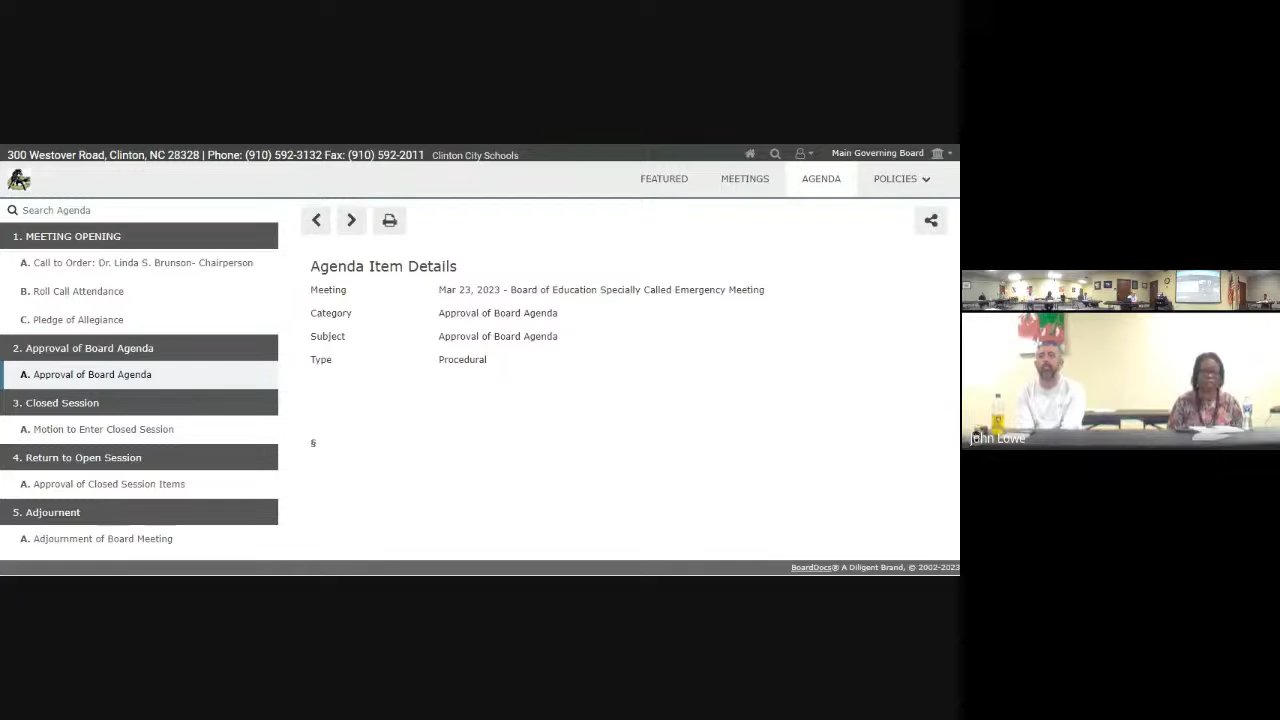 300 Westover Road, Clinton, NC 28328 | Phone: (910) 592-3132 Fax: (910) 592-2011 Clinton City Schools
Main Governing Board
FEATURED MEETINGS AGENDA POLICIES
Search Agenda
1. MEETING OPENING
A. Call to Order: Dr. Linda S. Brunson- Chairperson
B. Roll Call Attendance
C. Pledge of Allegiance
2. Approval of Board Agenda
A. Approval of Board Agenda
3. Closed Session
A. Motion to Enter Closed Session
4. Return to Open Session
A. Approval of Closed Session Items
5. Adjournent
A. Adjournment of Board Meeting
Agenda Item Details
Meeting Mar 23, 2023 - Board of Education Specially Called Emergency Meeting
Category Approval of Board Agenda
Subject Approval of Board Agenda
Type Procedural
§
BoardDocs® A Diligent Brand, © 2002-2023
John Lowe